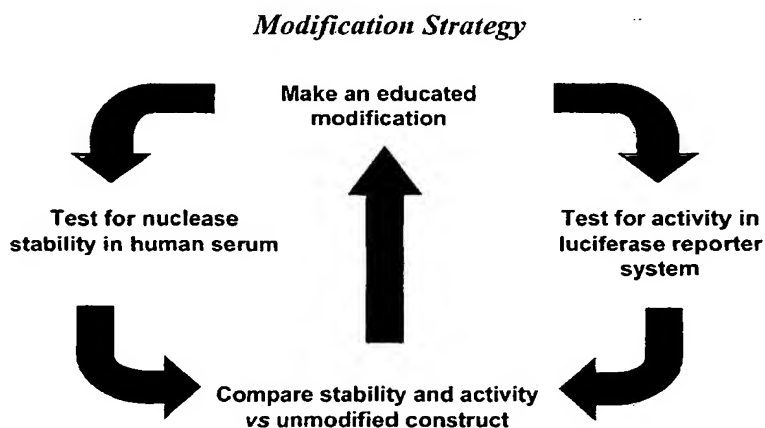 Modification Strategy
Make an educated
modification
Test for nuclease
stability in human serum
Test for activity in
luciferase reporter
system
Compare stability and activity
vs unmodified construct